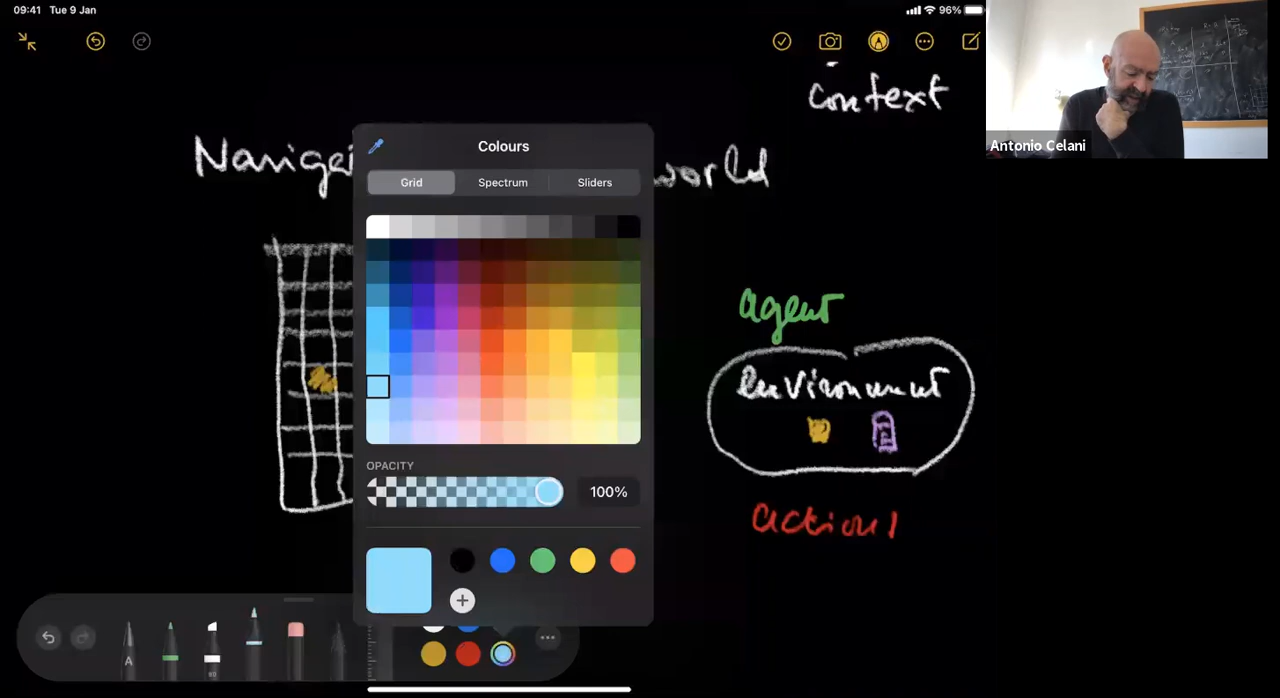 09:41 Tue 9 Jan
96%
context
Navigat world
Colours
Grid
Spectrum
Sliders
agent
environment
OPACITY
100%
actions
A
Antonio Celani